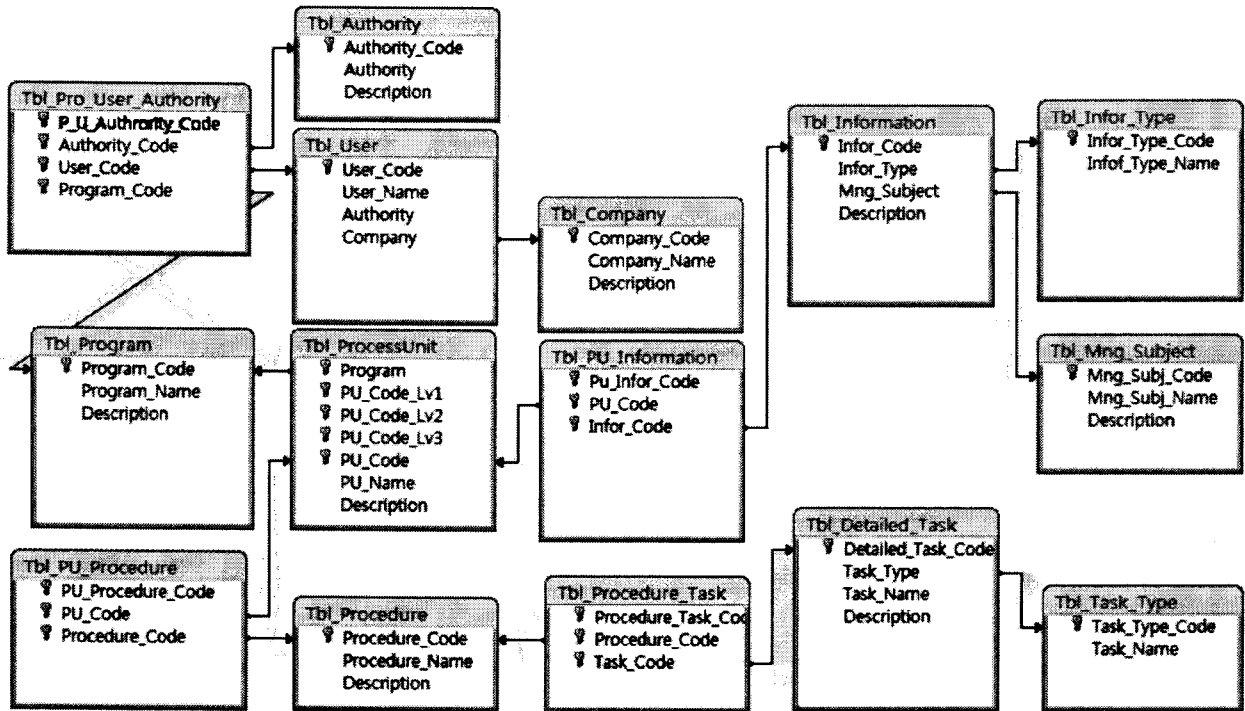 Tbl_Authority
Authority_Code
Authority
Description
Tbl_Pro_User_Authority
P_U_Authrority_Code
Authority_Code
User_Code
Program_Code
Tbl_User
User_Code
User_Name
Authority
Company
Tbl_Company
Company_Code
Company_Name
Description
Tbl_Information
Infor_Code
Infor_Type
Mng_Subject
Description
Tbl_Infor_Type
Infor_Type_Code
Infof_Type_Name
Tbl_Program
Program_Code
Program_Name
Description
Tbl_ProcessUnit
Program
PU_Code_Lv1
PU_Code_Lv2
PU_Code_Lv3
PU_Code
PU_Name
Description
Tbl_PU_Information
Pu_Infor_Code
PU_Code
Infor_Code
Tbl_Mng_Subject
Mng_Subj_Code
Mng_Subj_Name
Description
Tbl_PU_Procedure
PU_Procedure_Code
PU_Code
Procedure_Code
Tbl_Procedure
Procedure_Code
Procedure_Name
Description
Tbl_Procedure_Task
Procedure_Task_Cod
Procedure_Code
Task_Code
Tbl_Detailed_Task
Detailed_Task_Code
Task_Type
Task_Name
Description
Tbl_Task_Type
Task_Type_Code
Task_Name